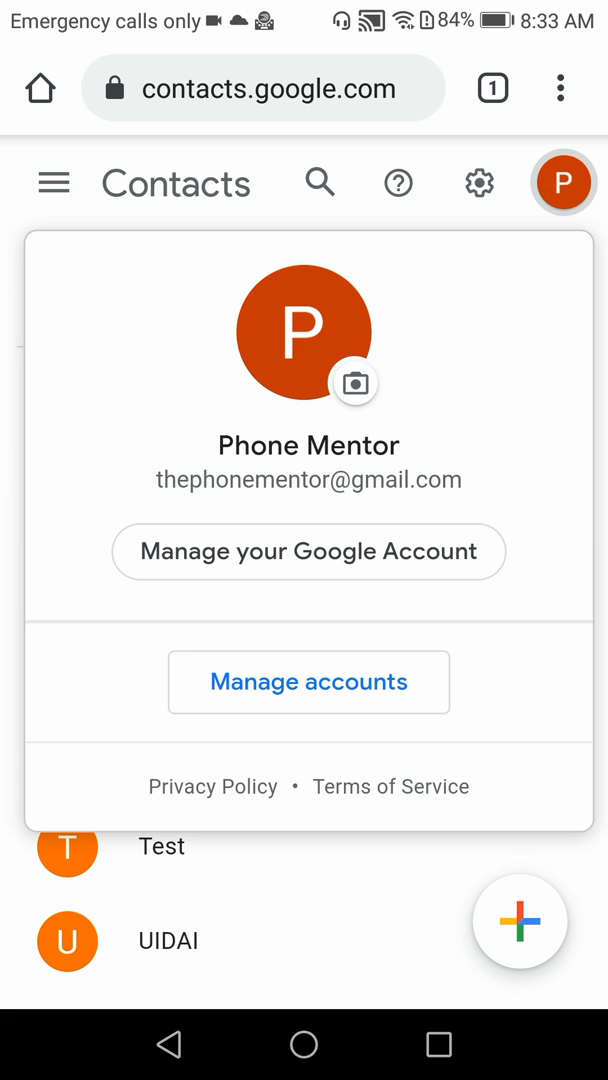 Emergency calls only 84% 8:33 AM
contacts.google.com 1
Contacts P
P
Phone Mentor
thephonementor@gmail.com
Manage your Google Account
Manage accounts
Privacy Policy • Terms of Service
T Test
U UIDAI